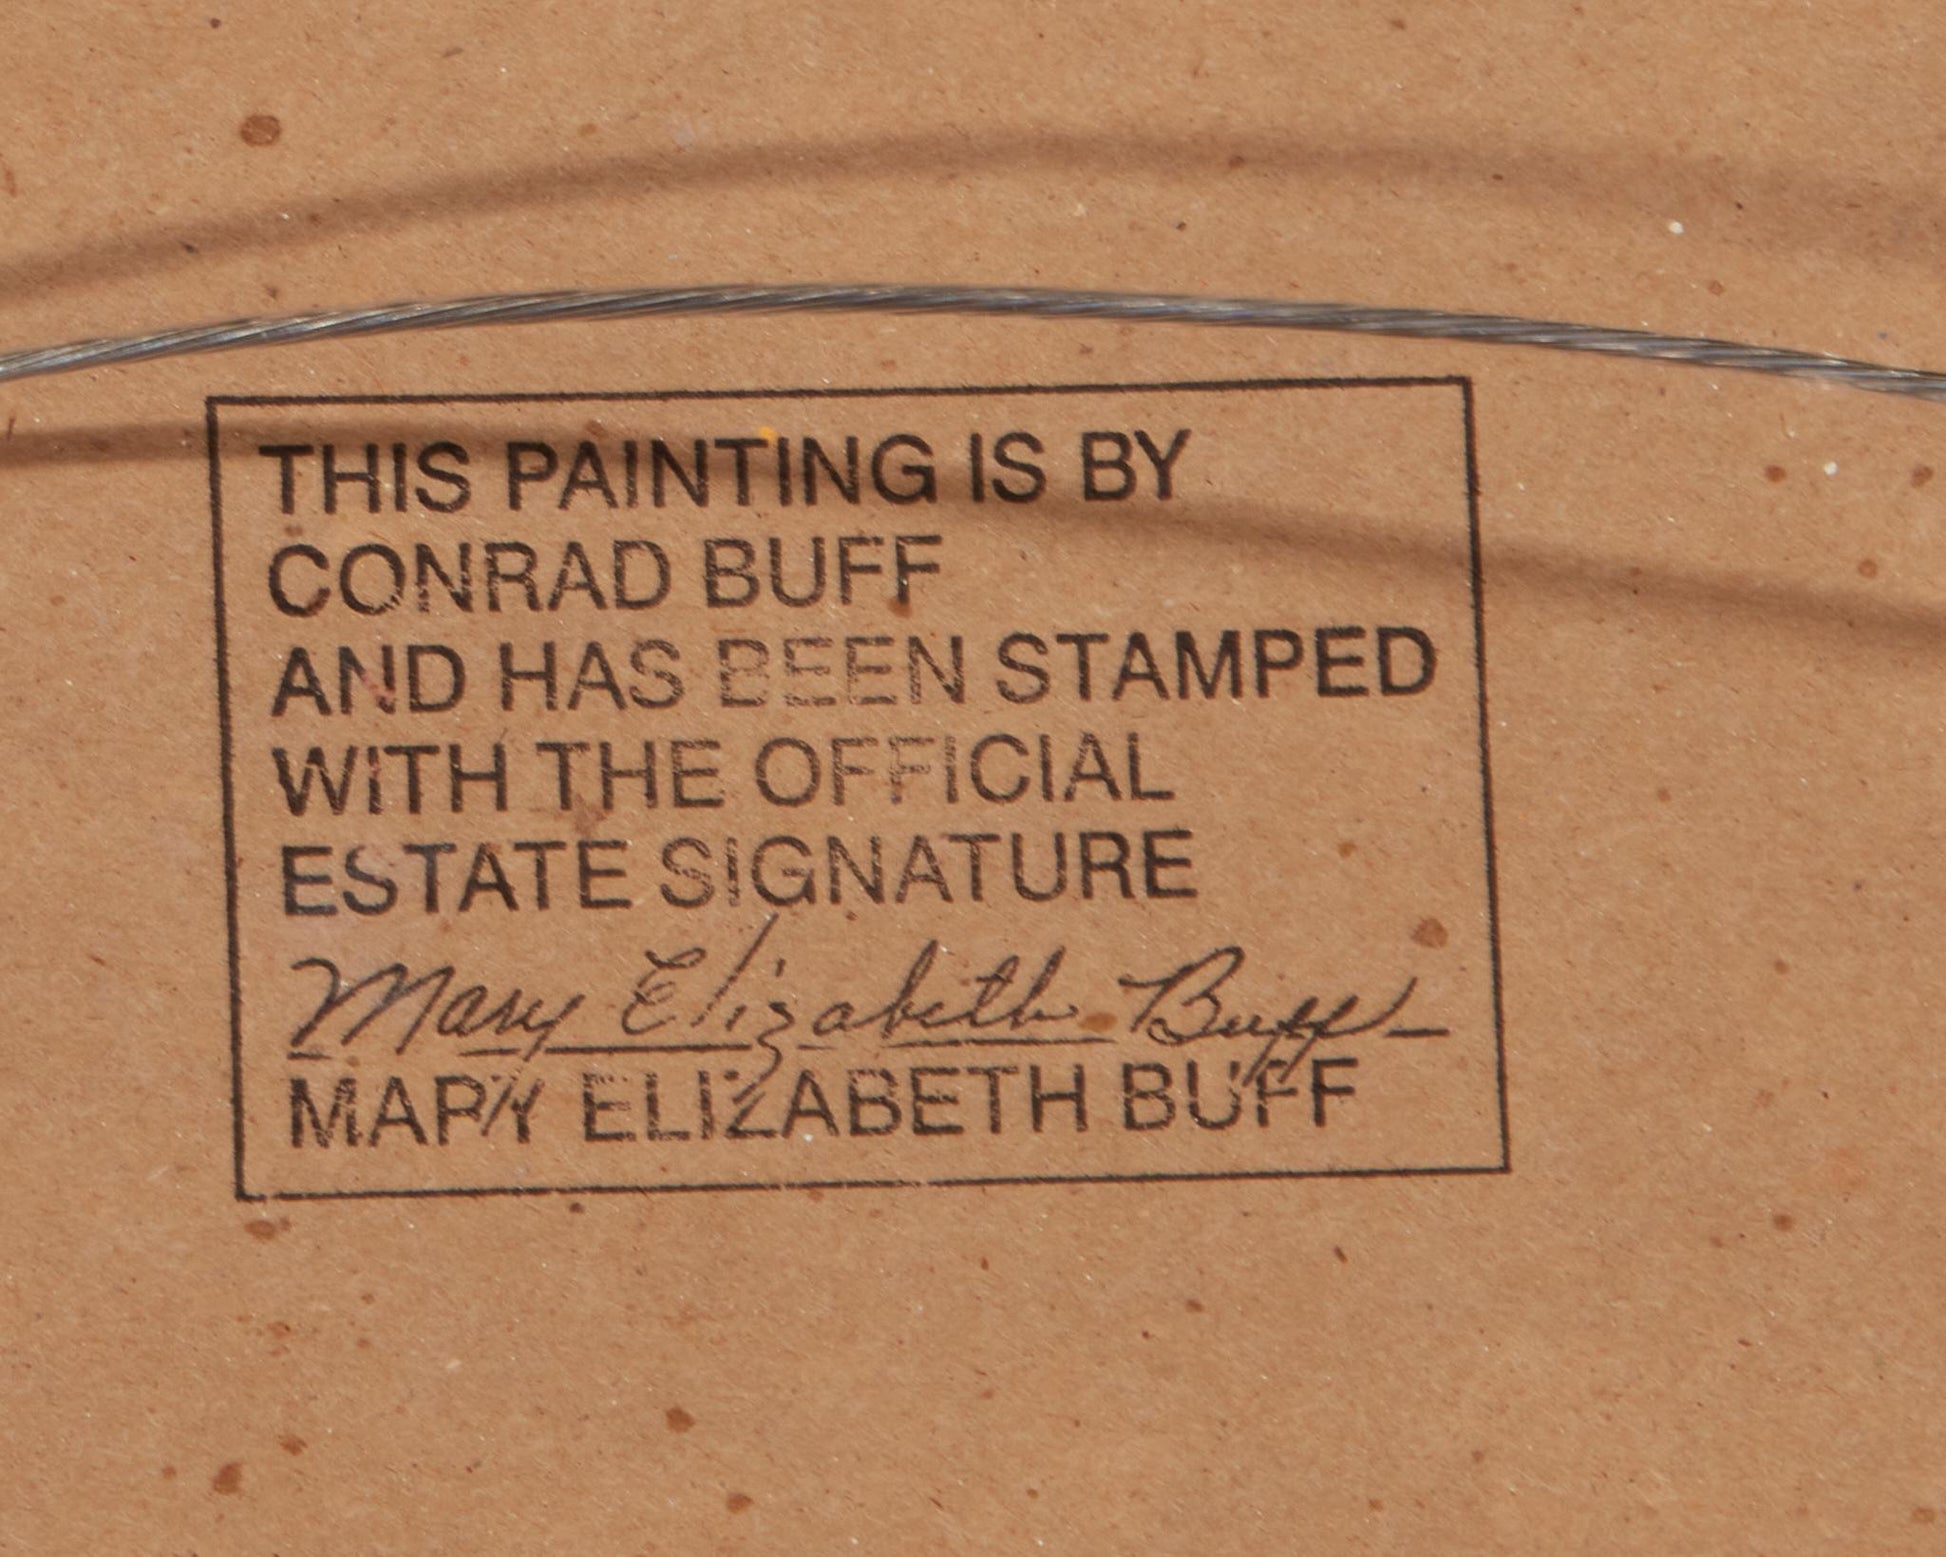 THIS PAINTING IS BY
CONRAD BUFF
AND HAS BEEN STAMPED
WITH THE OFFICIAL
ESTATE SIGNATURE
Mary Elizabeth Buff
MARY ELIZABETH BUFF